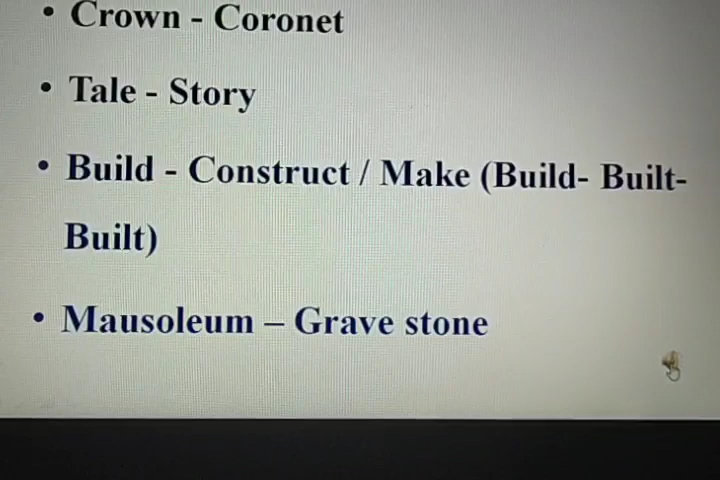 • Crown - Coronet
• Tale - Story
• Build - Construct / Make (Build- Built-
Built)
• Mausoleum – Grave stone